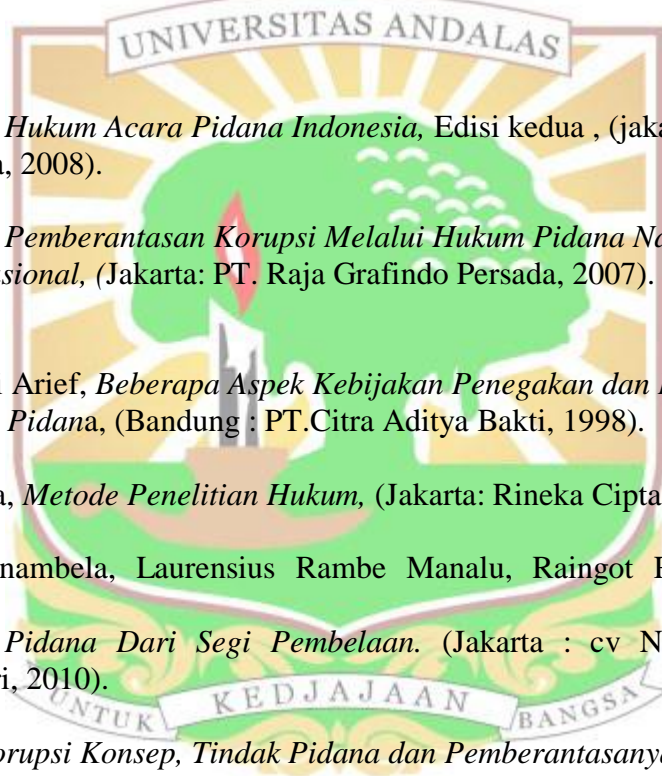 UNIVERSITAS ANDALAS
Hukum Acara Pidana Indonesia, Edisi kedua , (jaka
a, 2008).
Pemberantasan Korupsi Melalui Hukum Pidana Na
sional, (Jakarta: PT. Raja Grafindo Persada, 2007).
Arief, Beberapa Aspek Kebijakan Penegakan dan
Pidana, (Bandung : PT.Citra Aditya Bakti, 1998).
a, Metode Penelitian Hukum, (Jakarta: Rineka Cipta
nambela, Laurensius Rambe Manalu, Raingot
Pidana Dari Segi Pembelaan. (Jakarta : cv N
ri, 2010).
UNTUK KEDJAJAAN BANGSA
orupsi Konsep, Tindak Pidana dan Pemberantasanya